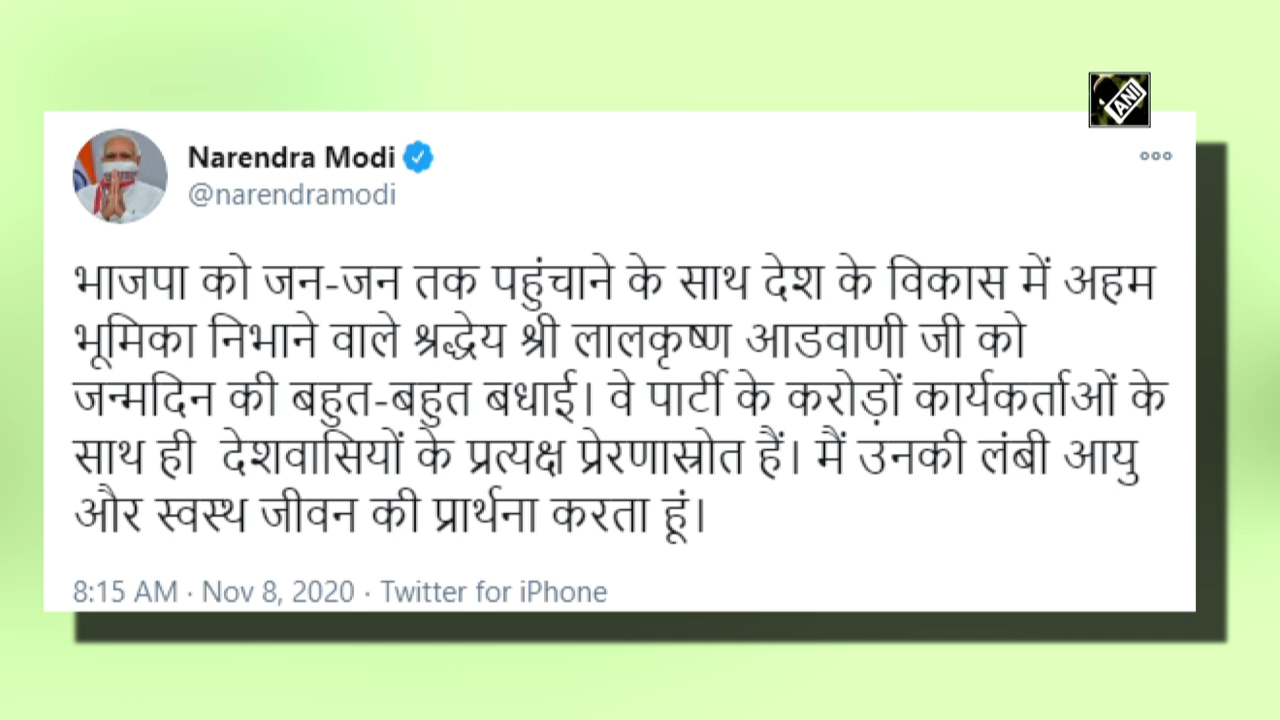 ANI
Narendra Modi
@narendramodi
भाजपा को जन-जन तक पहुंचाने के साथ देश के विकास में अहम
भूमिका निभाने वाले श्रद्धेय श्री लालकृष्ण आडवाणी जी को
जन्मदिन की बहुत-बहुत बधाई। वे पार्टी के करोड़ों कार्यकर्ताओं के
साथ ही  देशवासियों के प्रत्यक्ष प्रेरणास्रोत हैं। मैं उनकी लंबी आयु
और स्वस्थ जीवन की प्रार्थना करता हूं।
8:15 AM · Nov 8, 2020 · Twitter for iPhone